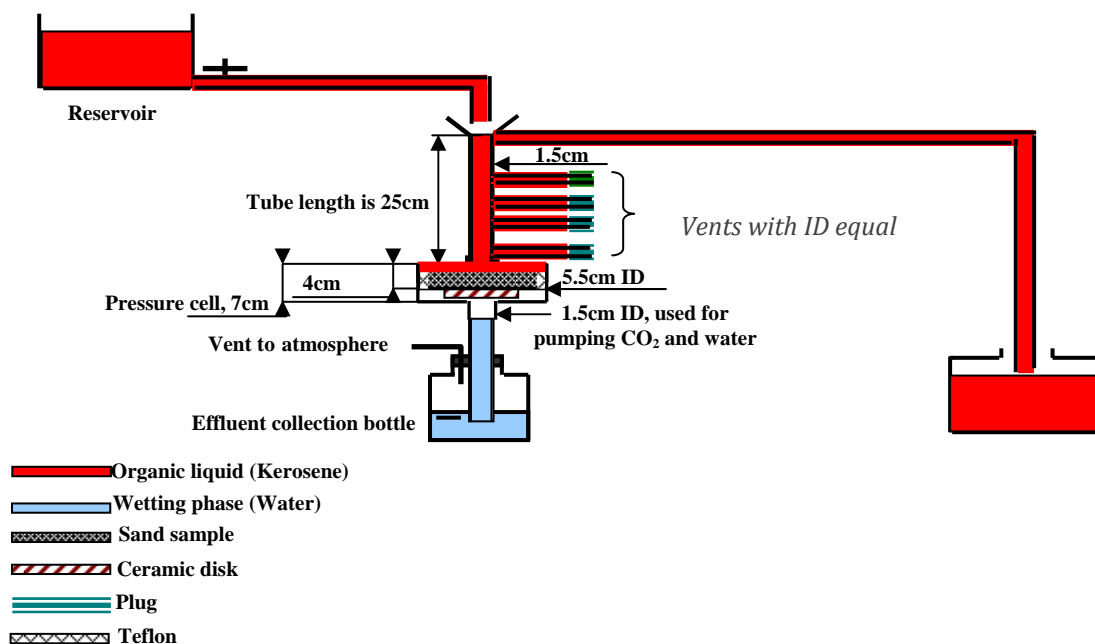 Reservoir
1.5cm
Tube length is 25cm
Vents with ID equal
4cm
5.5cm ID
Pressure cell, 7cm
1.5cm ID, used for
pumping CO₂ and water
Vent to atmosphere
Effluent collection bottle
Organic liquid (Kerosene)
Wetting phase (Water)
Sand sample
Ceramic disk
Plug
Teflon